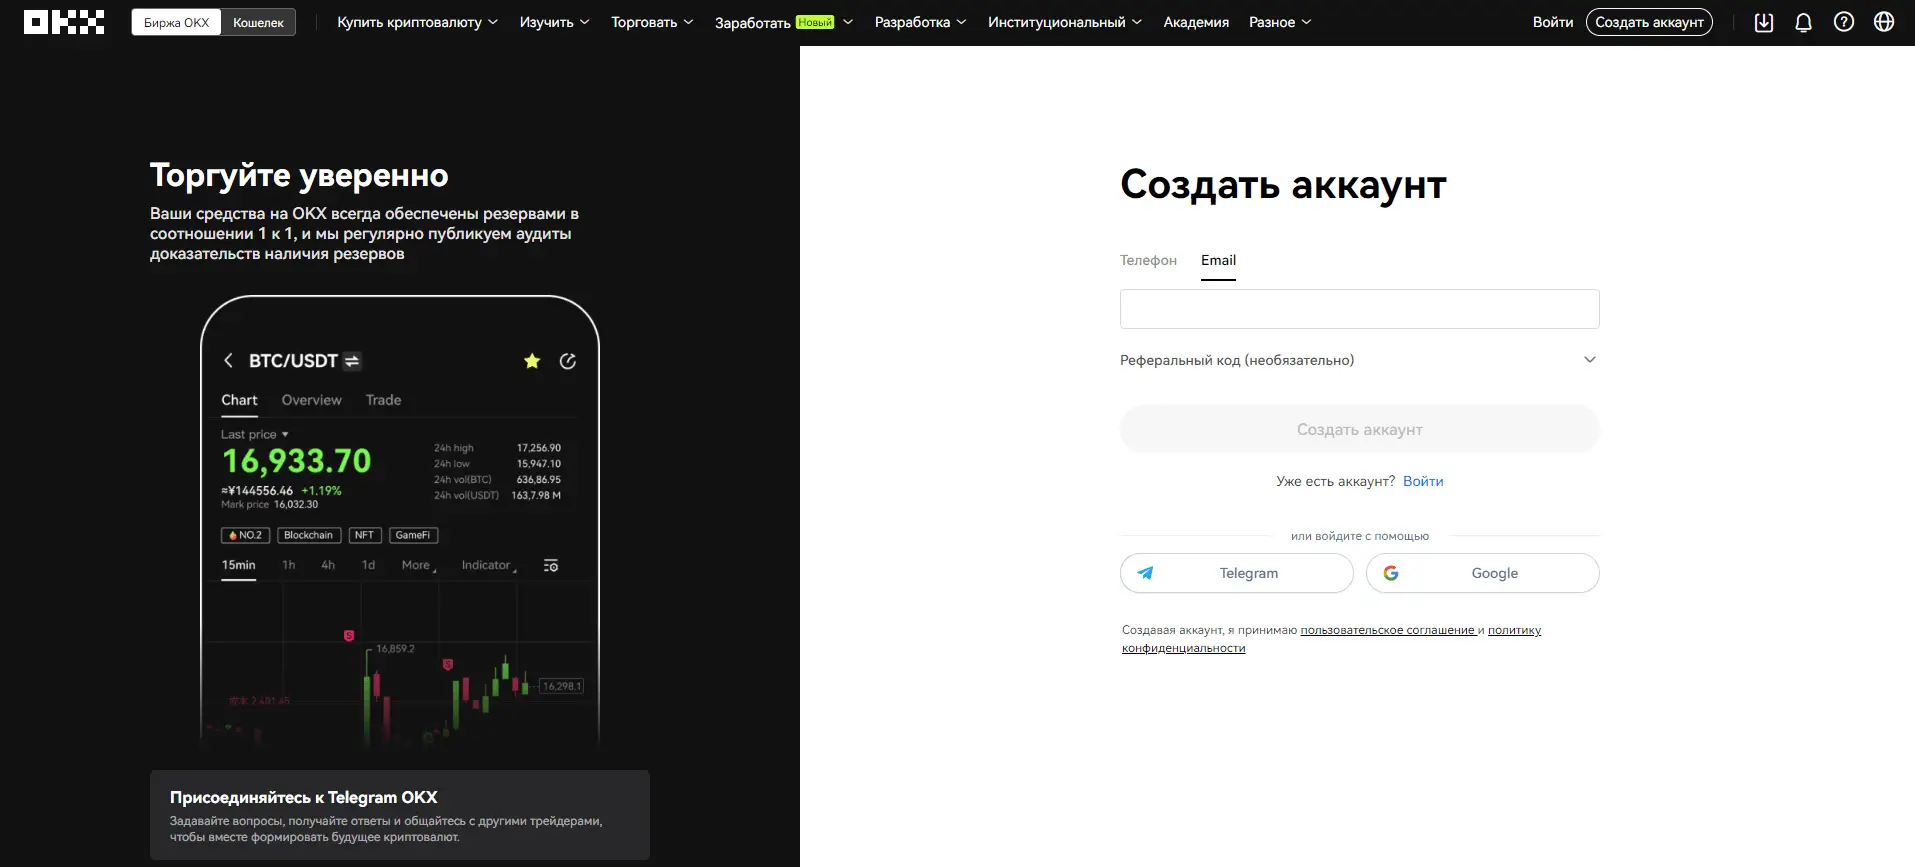 OKX Биржа OKX Кошелек Купить криптовалюту Изучить Торговать Заработать Новый Разработка Институциональный Академия Разное Войти Создать аккаунт
Торгуйте уверенно
Ваши средства на OKX всегда обеспечены резервами в
соотношении 1 к 1, и мы регулярно публикуем аудиты
доказательств наличия резервов
BTC/USDT
Chart Overview Trade
Last price
16,933.70
≈¥144556.46 +1.19%
Mark price 16,032.30
24h high 17,256.90
24h low 15,947.10
24h vol(BTC) 636,86.95
24h vol(USDT) 163,7.98 M
NO.2 Blockchain NFT GameFi
15min 1h 4h 1d More Indicator
S
16,859.2
S
16,298.1
2,491.45
Присоединяйтесь к Telegram OKX
Задавайте вопросы, получайте ответы и общайтесь с другими трейдерами,
чтобы вместе формировать будущее криптовалют.
Создать аккаунт
Телефон Email
Реферальный код (необязательно)
Создать аккаунт
Уже есть аккаунт? Войти
или войдите с помощью
Telegram Google
Создавая аккаунт, я принимаю пользовательское соглашение и политику
конфиденциальности